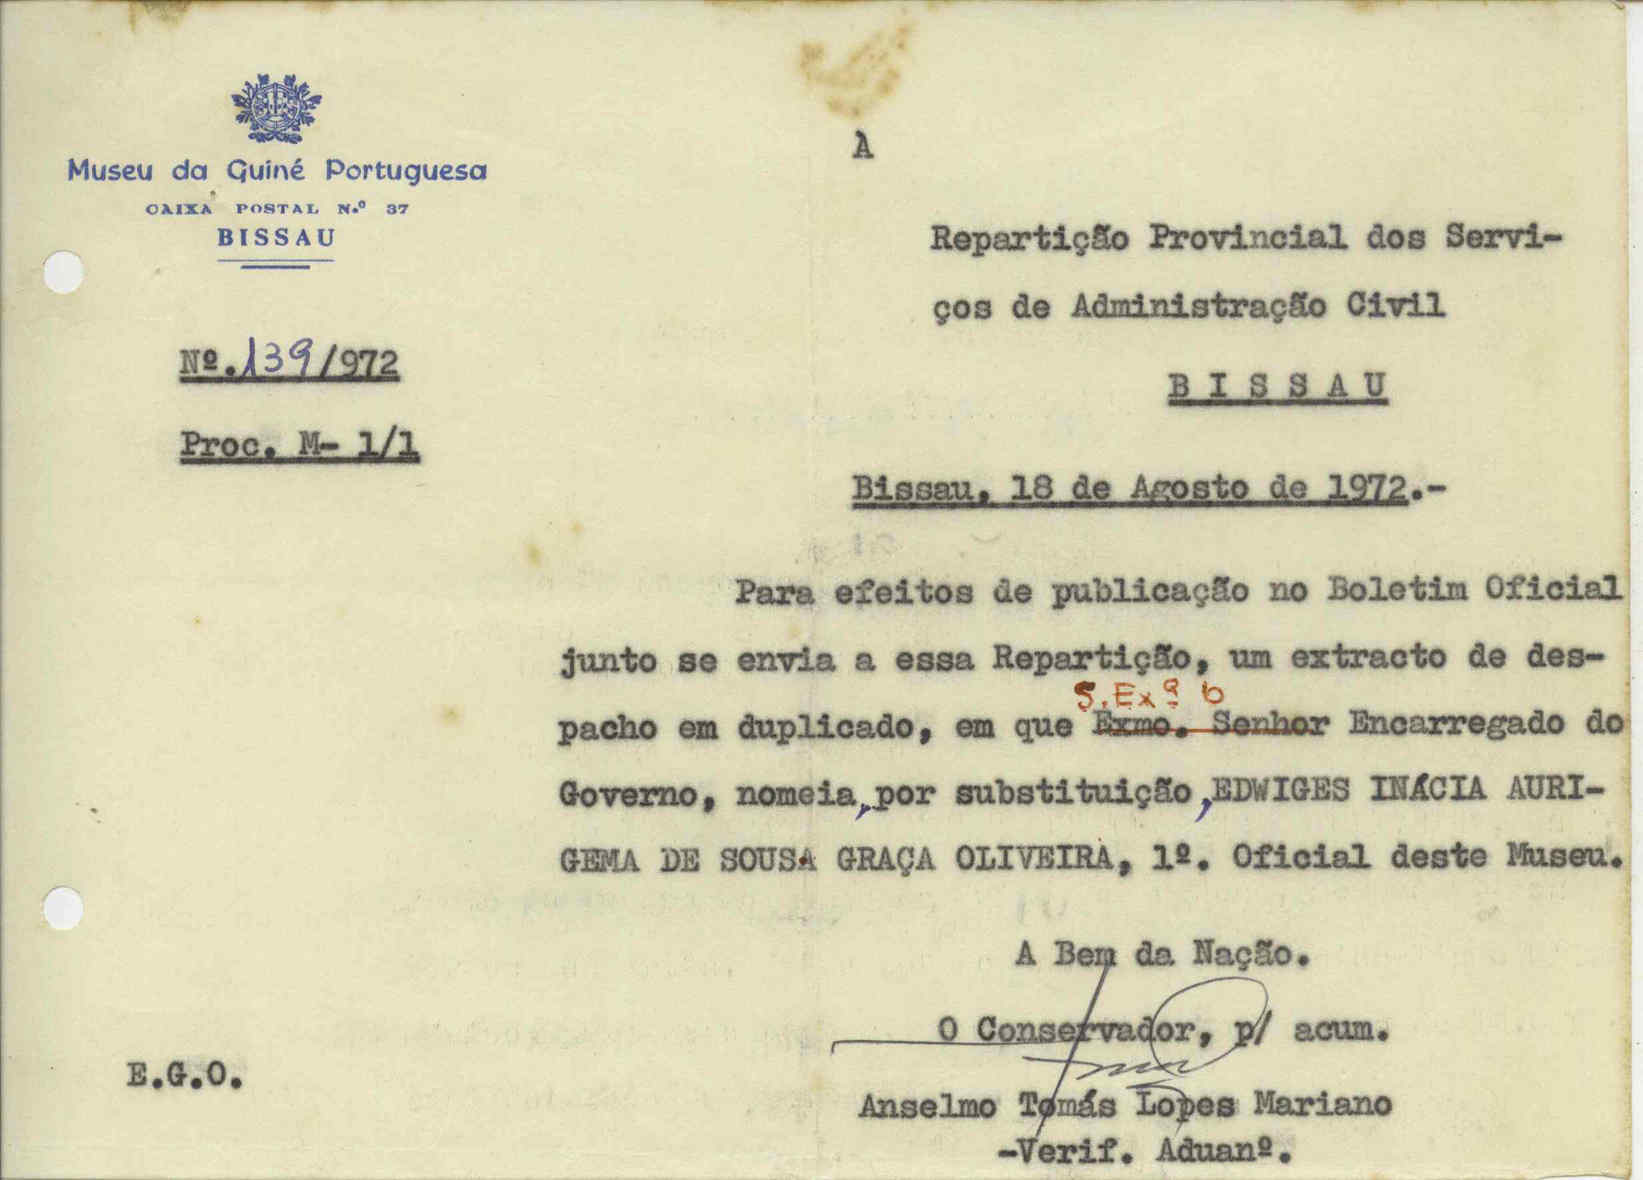 Museu da Guiné Portuguesa
CAIXA POSTAL N.º 37
BISSAU
Nº.139/972
Proc. M- 1/1
A
Repartição Provincial dos Servi-
ços de Administração Civil
B I S S A U
Bissau, 18 de Agosto de 1972.-
Para efeitos de publicação no Boletim Oficial
junto se envia a essa Repartição, um extracto de des-
S. Exª o
pacho em duplicado, em que Exmo. Senhor Encarregado do
Governo, nomeia, por substituição, EDWIGES INÁCIA AURI-
GEMA DE SOUSA GRAÇA OLIVEIRA, 1º. Oficial deste Museu.
A Bem da Nação.
O Conservador, p/ acum.
E.G.O.
Anselmo Tomás Lopes Mariano
-Verif. Aduanº.